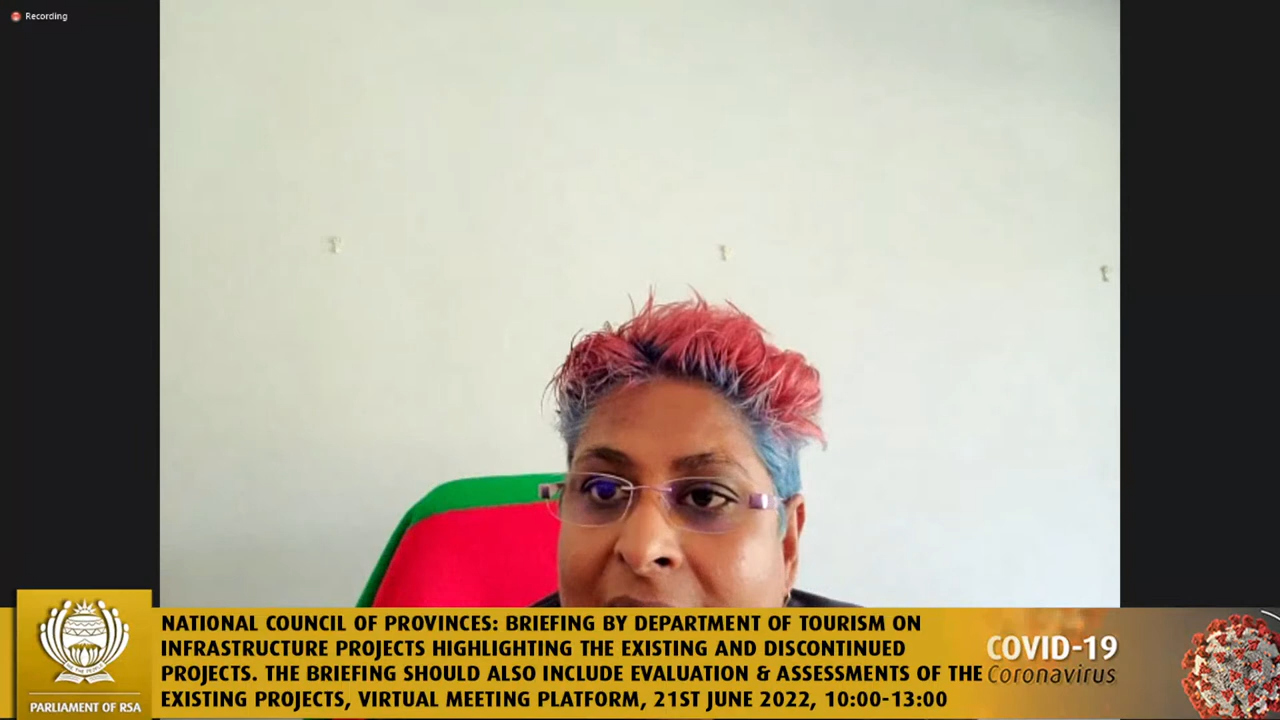 Recording
NATIONAL COUNCIL OF PROVINCES: BRIEFING BY DEPARTMENT OF TOURISM ON
INFRASTRUCTURE PROJECTS HIGHLIGHTING THE EXISTING AND DISCONTINUED
PROJECTS. THE BRIEFING SHOULD ALSO INCLUDE EVALUATION & ASSESSMENTS OF THE
EXISTING PROJECTS, VIRTUAL MEETING PLATFORM, 21ST JUNE 2022, 10:00-13:00
COVID-19
Coronavirus
PARLIAMENT OF RSA